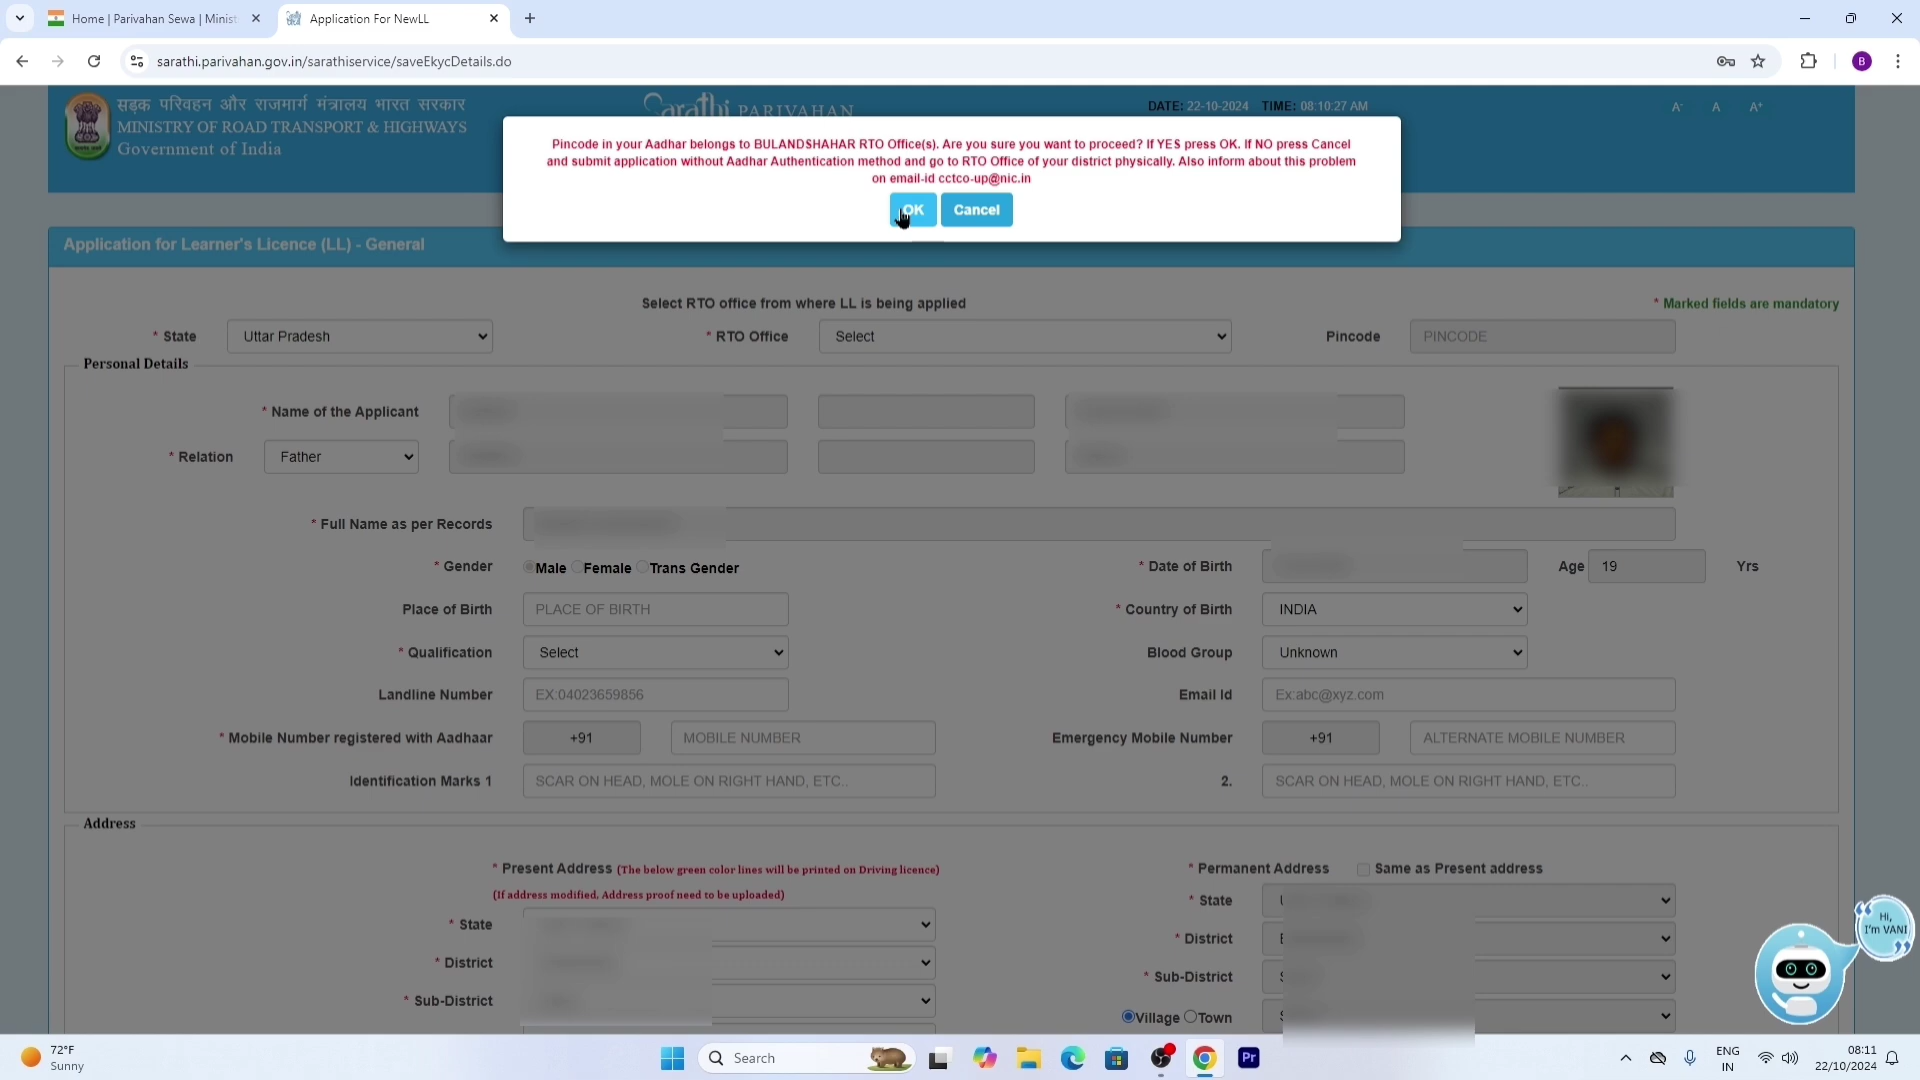 Home | Parivahan Sewa | Minist
Application For NewLL
sarathi.parivahan.gov.in/sarathiservice/saveEkycDetails.do
B
सड़क परिवहन और राजमार्ग मंत्रालय भारत सरकार
MINISTRY OF ROAD TRANSPORT & HIGHWAYS
Government of India
Sarathi PARIVAHAN
DATE: 22-10-2024 TIME: 08:10:27 AM
A- A A+
Pincode in your Aadhar belongs to BULANDSHAHAR RTO Office(s). Are you sure you want to proceed? If YES press OK. If NO press Cancel
and submit application without Aadhar Authentication method and go to RTO Office of your district physically. Also inform about this problem
on email-id cctco-up@nic.in
OK Cancel
Application for Learner's Licence (LL) - General
Select RTO office from where LL is being applied
* Marked fields are mandatory
* State Uttar Pradesh * RTO Office Select Pincode PINCODE
Personal Details
* Name of the Applicant
* Relation Father
* Full Name as per Records
* Gender Male Female Trans Gender * Date of Birth Age 19 Yrs
Place of Birth PLACE OF BIRTH * Country of Birth INDIA
* Qualification Select Blood Group Unknown
Landline Number EX:04023659856 Email Id Ex:abc@xyz.com
* Mobile Number registered with Aadhaar +91 MOBILE NUMBER Emergency Mobile Number +91 ALTERNATE MOBILE NUMBER
Identification Marks 1 SCAR ON HEAD, MOLE ON RIGHT HAND, ETC.. 2. SCAR ON HEAD, MOLE ON RIGHT HAND, ETC..
Address
* Present Address (The below green color lines will be printed on Driving licence)
(If address modified, Address proof need to be uploaded)
* Permanent Address Same as Present address
* State
* District
* Sub-District
* State
* District
* Sub-District
Village Town
Hi,
I'm VANI
72°F
Sunny
Search
Pr
ENG
IN
08:11
22/10/2024